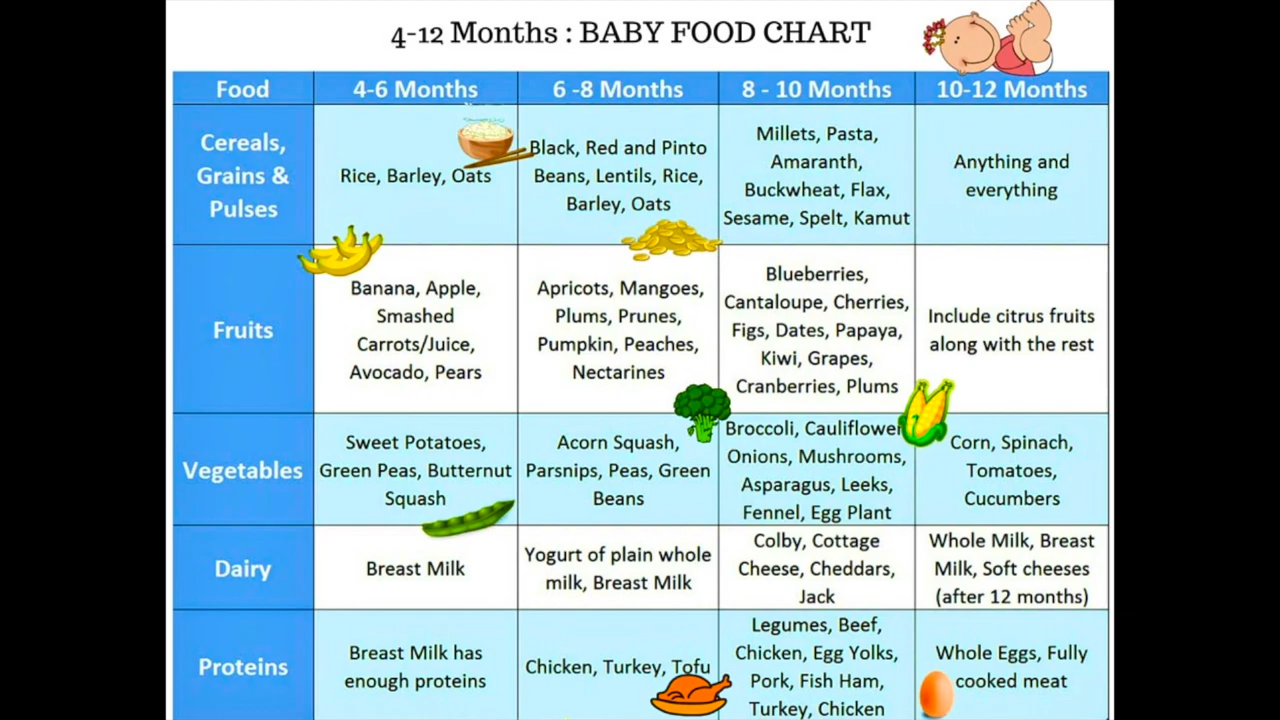 4-12 Months : BABY FOOD CHART
Food
4-6 Months
6 -8 Months
8 - 10 Months
10-12 Months
Cereals,
Grains &
Pulses
Rice, Barley, Oats
Black, Red and Pinto
Beans, Lentils, Rice,
Barley, Oats
Millets, Pasta,
Amaranth,
Buckwheat, Flax,
Sesame, Spelt, Kamut
Anything and
everything
Fruits
Banana, Apple,
Smashed
Carrots/Juice,
Avocado, Pears
Apricots, Mangoes,
Plums, Prunes,
Pumpkin, Peaches,
Nectarines
Blueberries,
Cantaloupe, Cherries,
Figs, Dates, Papaya,
Kiwi, Grapes,
Cranberries, Plums
Include citrus fruits
along with the rest
Vegetables
Sweet Potatoes,
Green Peas, Butternut
Squash
Acorn Squash,
Parsnips, Peas, Green
Beans
Broccoli, Cauliflower
Onions, Mushrooms,
Asparagus, Leeks,
Fennel, Egg Plant
Corn, Spinach,
Tomatoes,
Cucumbers
Dairy
Breast Milk
Yogurt of plain whole
milk, Breast Milk
Colby, Cottage
Cheese, Cheddars,
Jack
Whole Milk, Breast
Milk, Soft cheeses
(after 12 months)
Proteins
Breast Milk has
enough proteins
Chicken, Turkey, Tofu
Legumes, Beef,
Chicken, Egg Yolks,
Pork, Fish Ham,
Turkey, Chicken
Whole Eggs, Fully
cooked meat